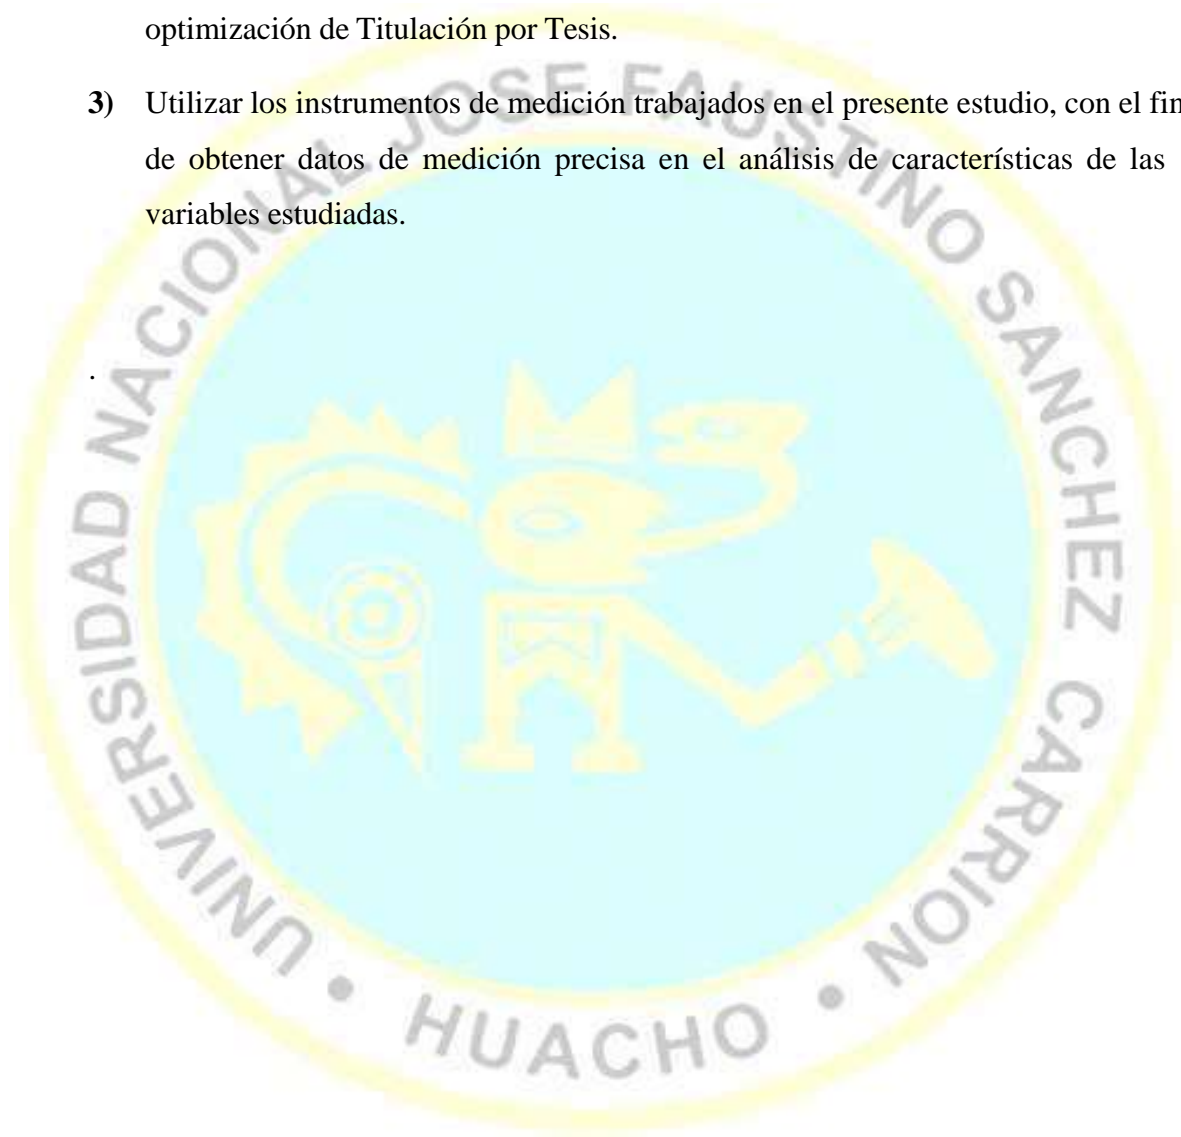 optimización de Titulación por Tesis.
3) Utilizar los instrumentos de medición trabajados en el presente estudio, con el fin
de obtener datos de medición precisa en el análisis de características de las
variables estudiadas.
.
UNIVERSIDAD NACIONAL JOSE FAUSTINO SANCHEZ CARRION • HUACHO •